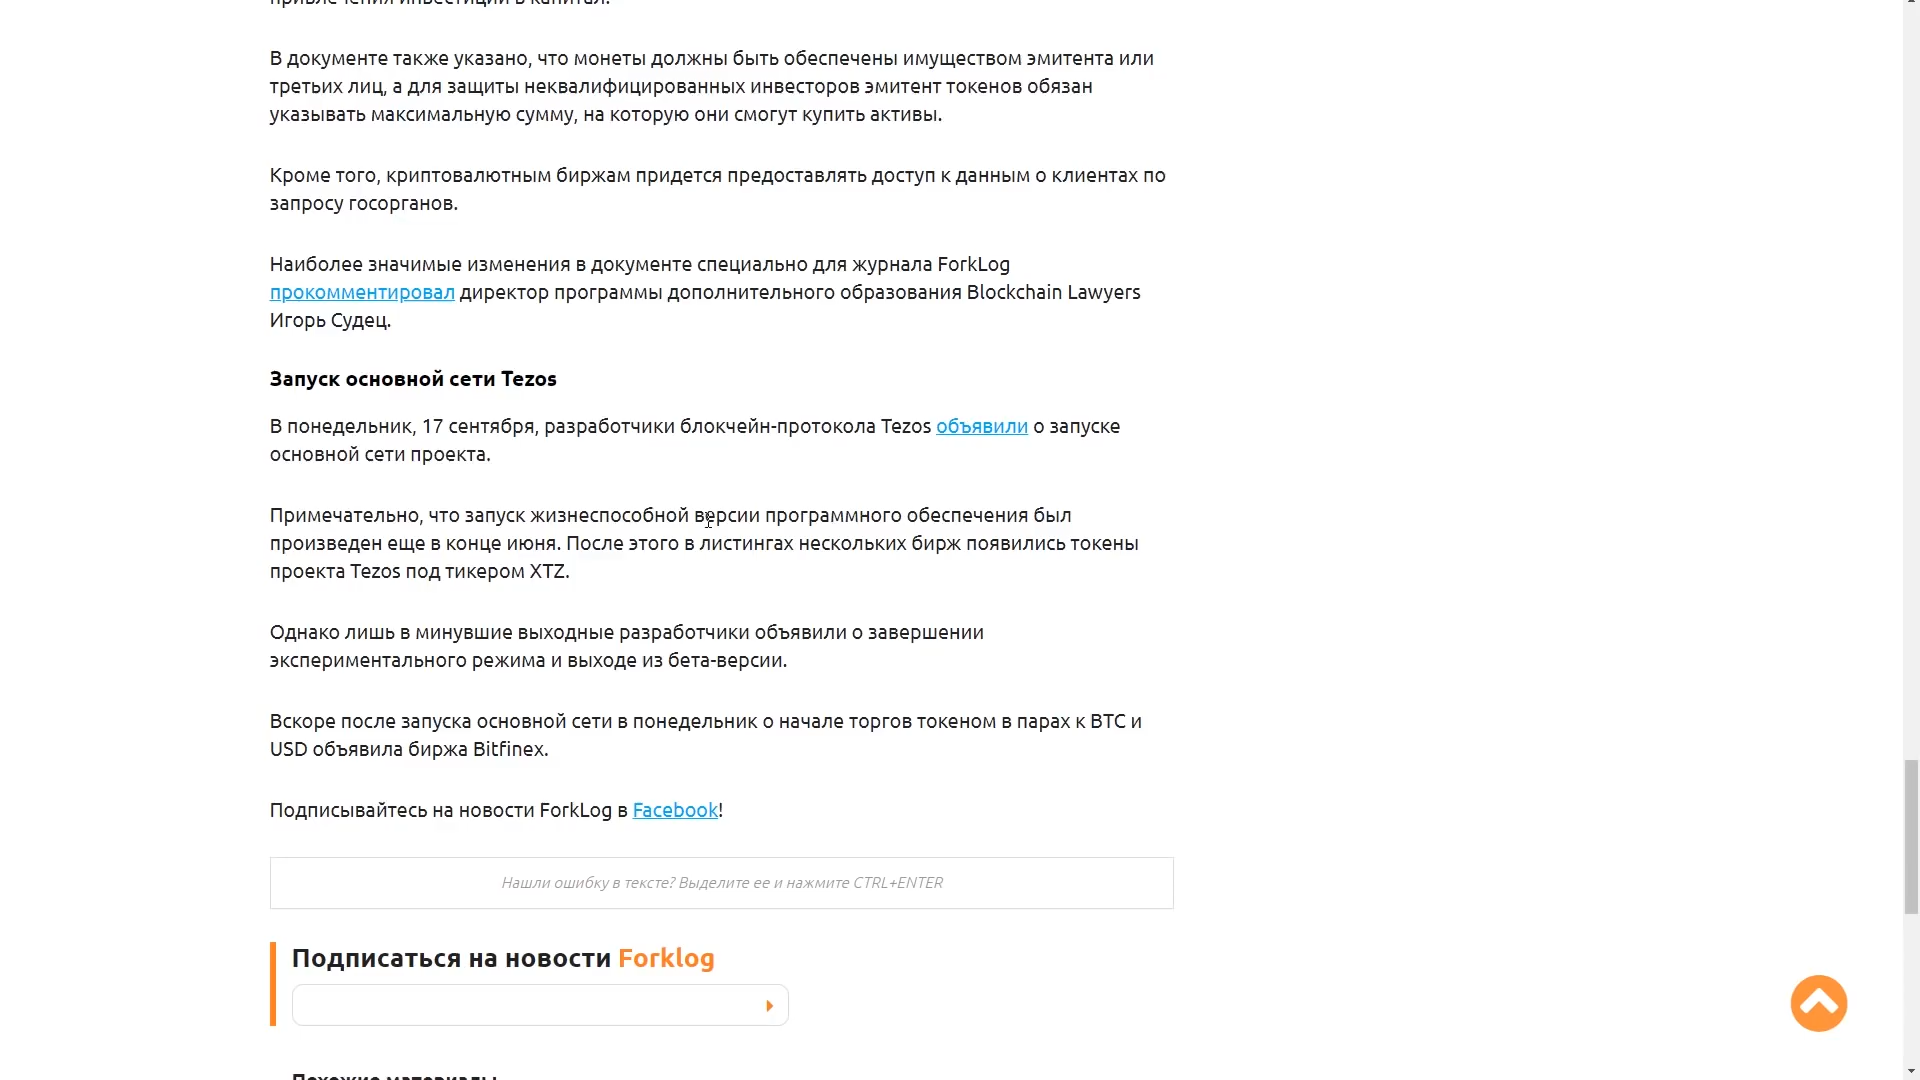 привлечения инвестиций в капитал.
В документе также указано, что монеты должны быть обеспечены имуществом эмитента или
третьих лиц, а для защиты неквалифицированных инвесторов эмитент токенов обязан
указывать максимальную сумму, на которую они смогут купить активы.
Кроме того, криптовалютным биржам придется предоставлять доступ к данным о клиентах по
запросу госорганов.
Наиболее значимые изменения в документе специально для журнала ForkLog
прокомментировал директор программы дополнительного образования Blockchain Lawyers
Игорь Судец.
Запуск основной сети Tezos
В понедельник, 17 сентября, разработчики блокчейн-протокола Tezos объявили о запуске
основной сети проекта.
Примечательно, что запуск жизнеспособной версии программного обеспечения был
произведен еще в конце июня. После этого в листингах нескольких бирж появились токены
проекта Tezos под тикером XTZ.
Однако лишь в минувшие выходные разработчики объявили о завершении
экспериментального режима и выходе из бета-версии.
Вскоре после запуска основной сети в понедельник о начале торгов токеном в парах к BTC и
USD объявила биржа Bitfinex.
Подписывайтесь на новости ForkLog в Facebook!
Нашли ошибку в тексте? Выделите ее и нажмите CTRL+ENTER
Подписаться на новости Forklog
Похожие материалы